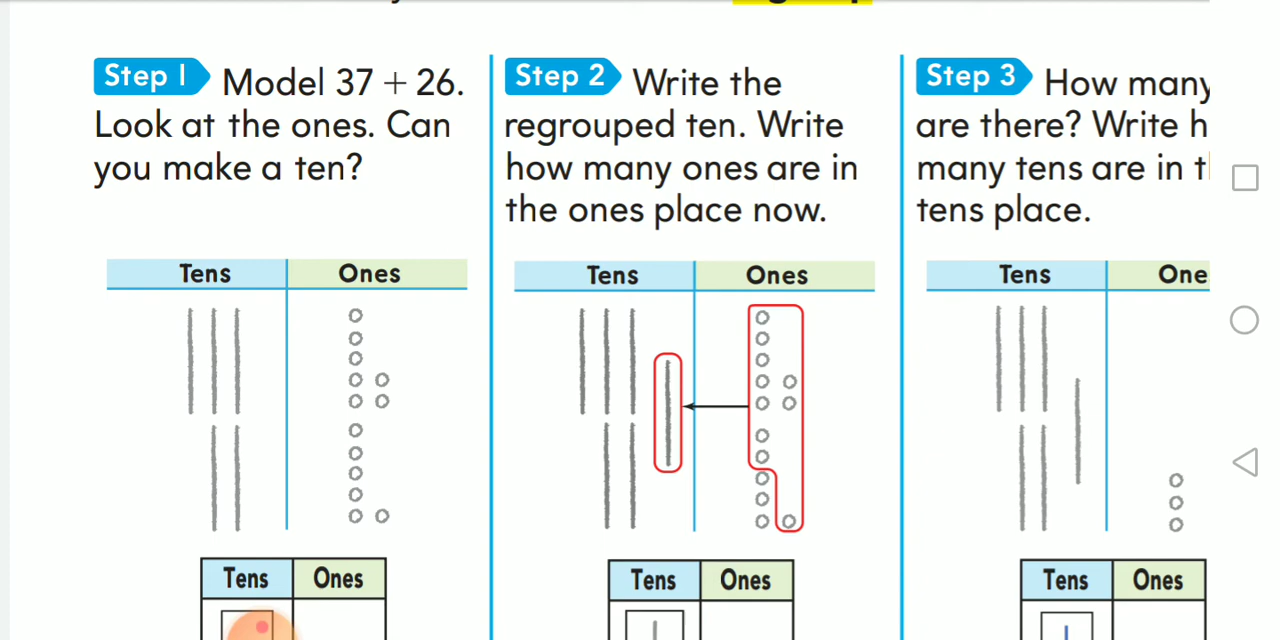 Step 1 Model 37 + 26.
Look at the ones. Can
you make a ten?
Tens Ones
Tens Ones
Step 2 Write the
regrouped ten. Write
how many ones are in
the ones place now.
Tens Ones
Tens Ones
1
Step 3 How many
are there? Write h
many tens are in t
tens place.
Tens One
Tens Ones
1